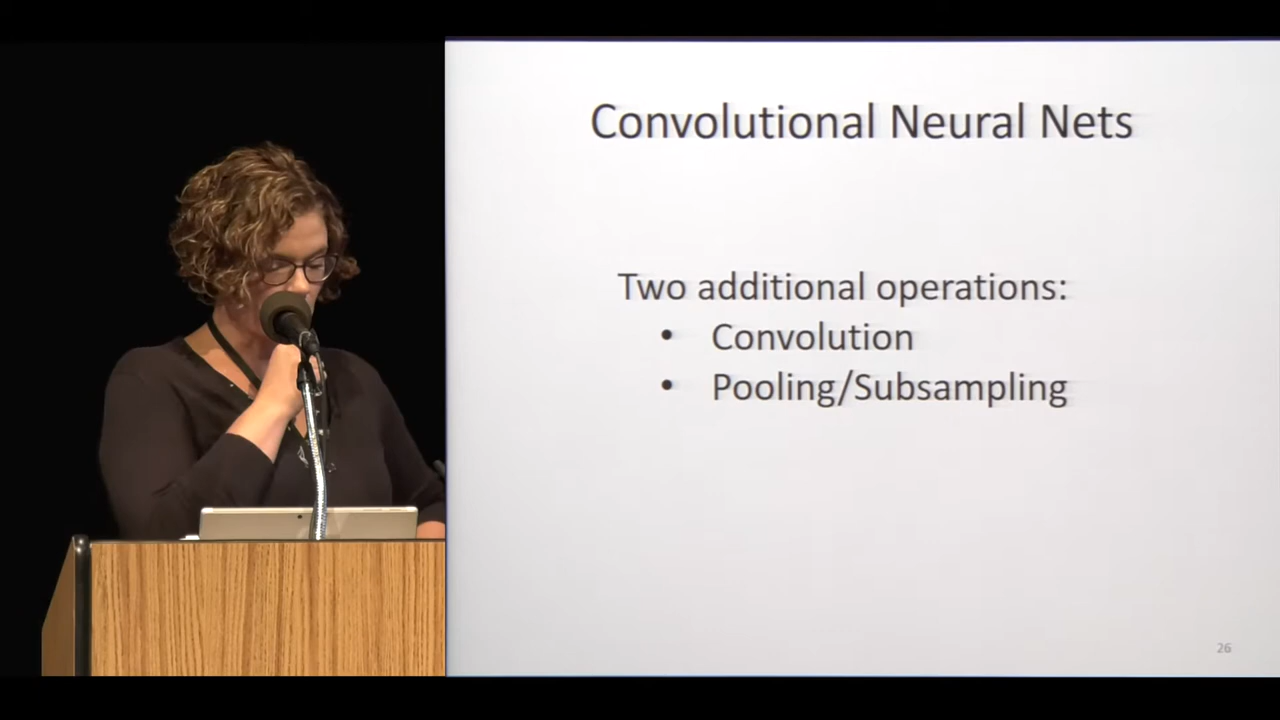 Convolutional Neural Nets
Two additional operations:
• Convolution
• Pooling/Subsampling
26